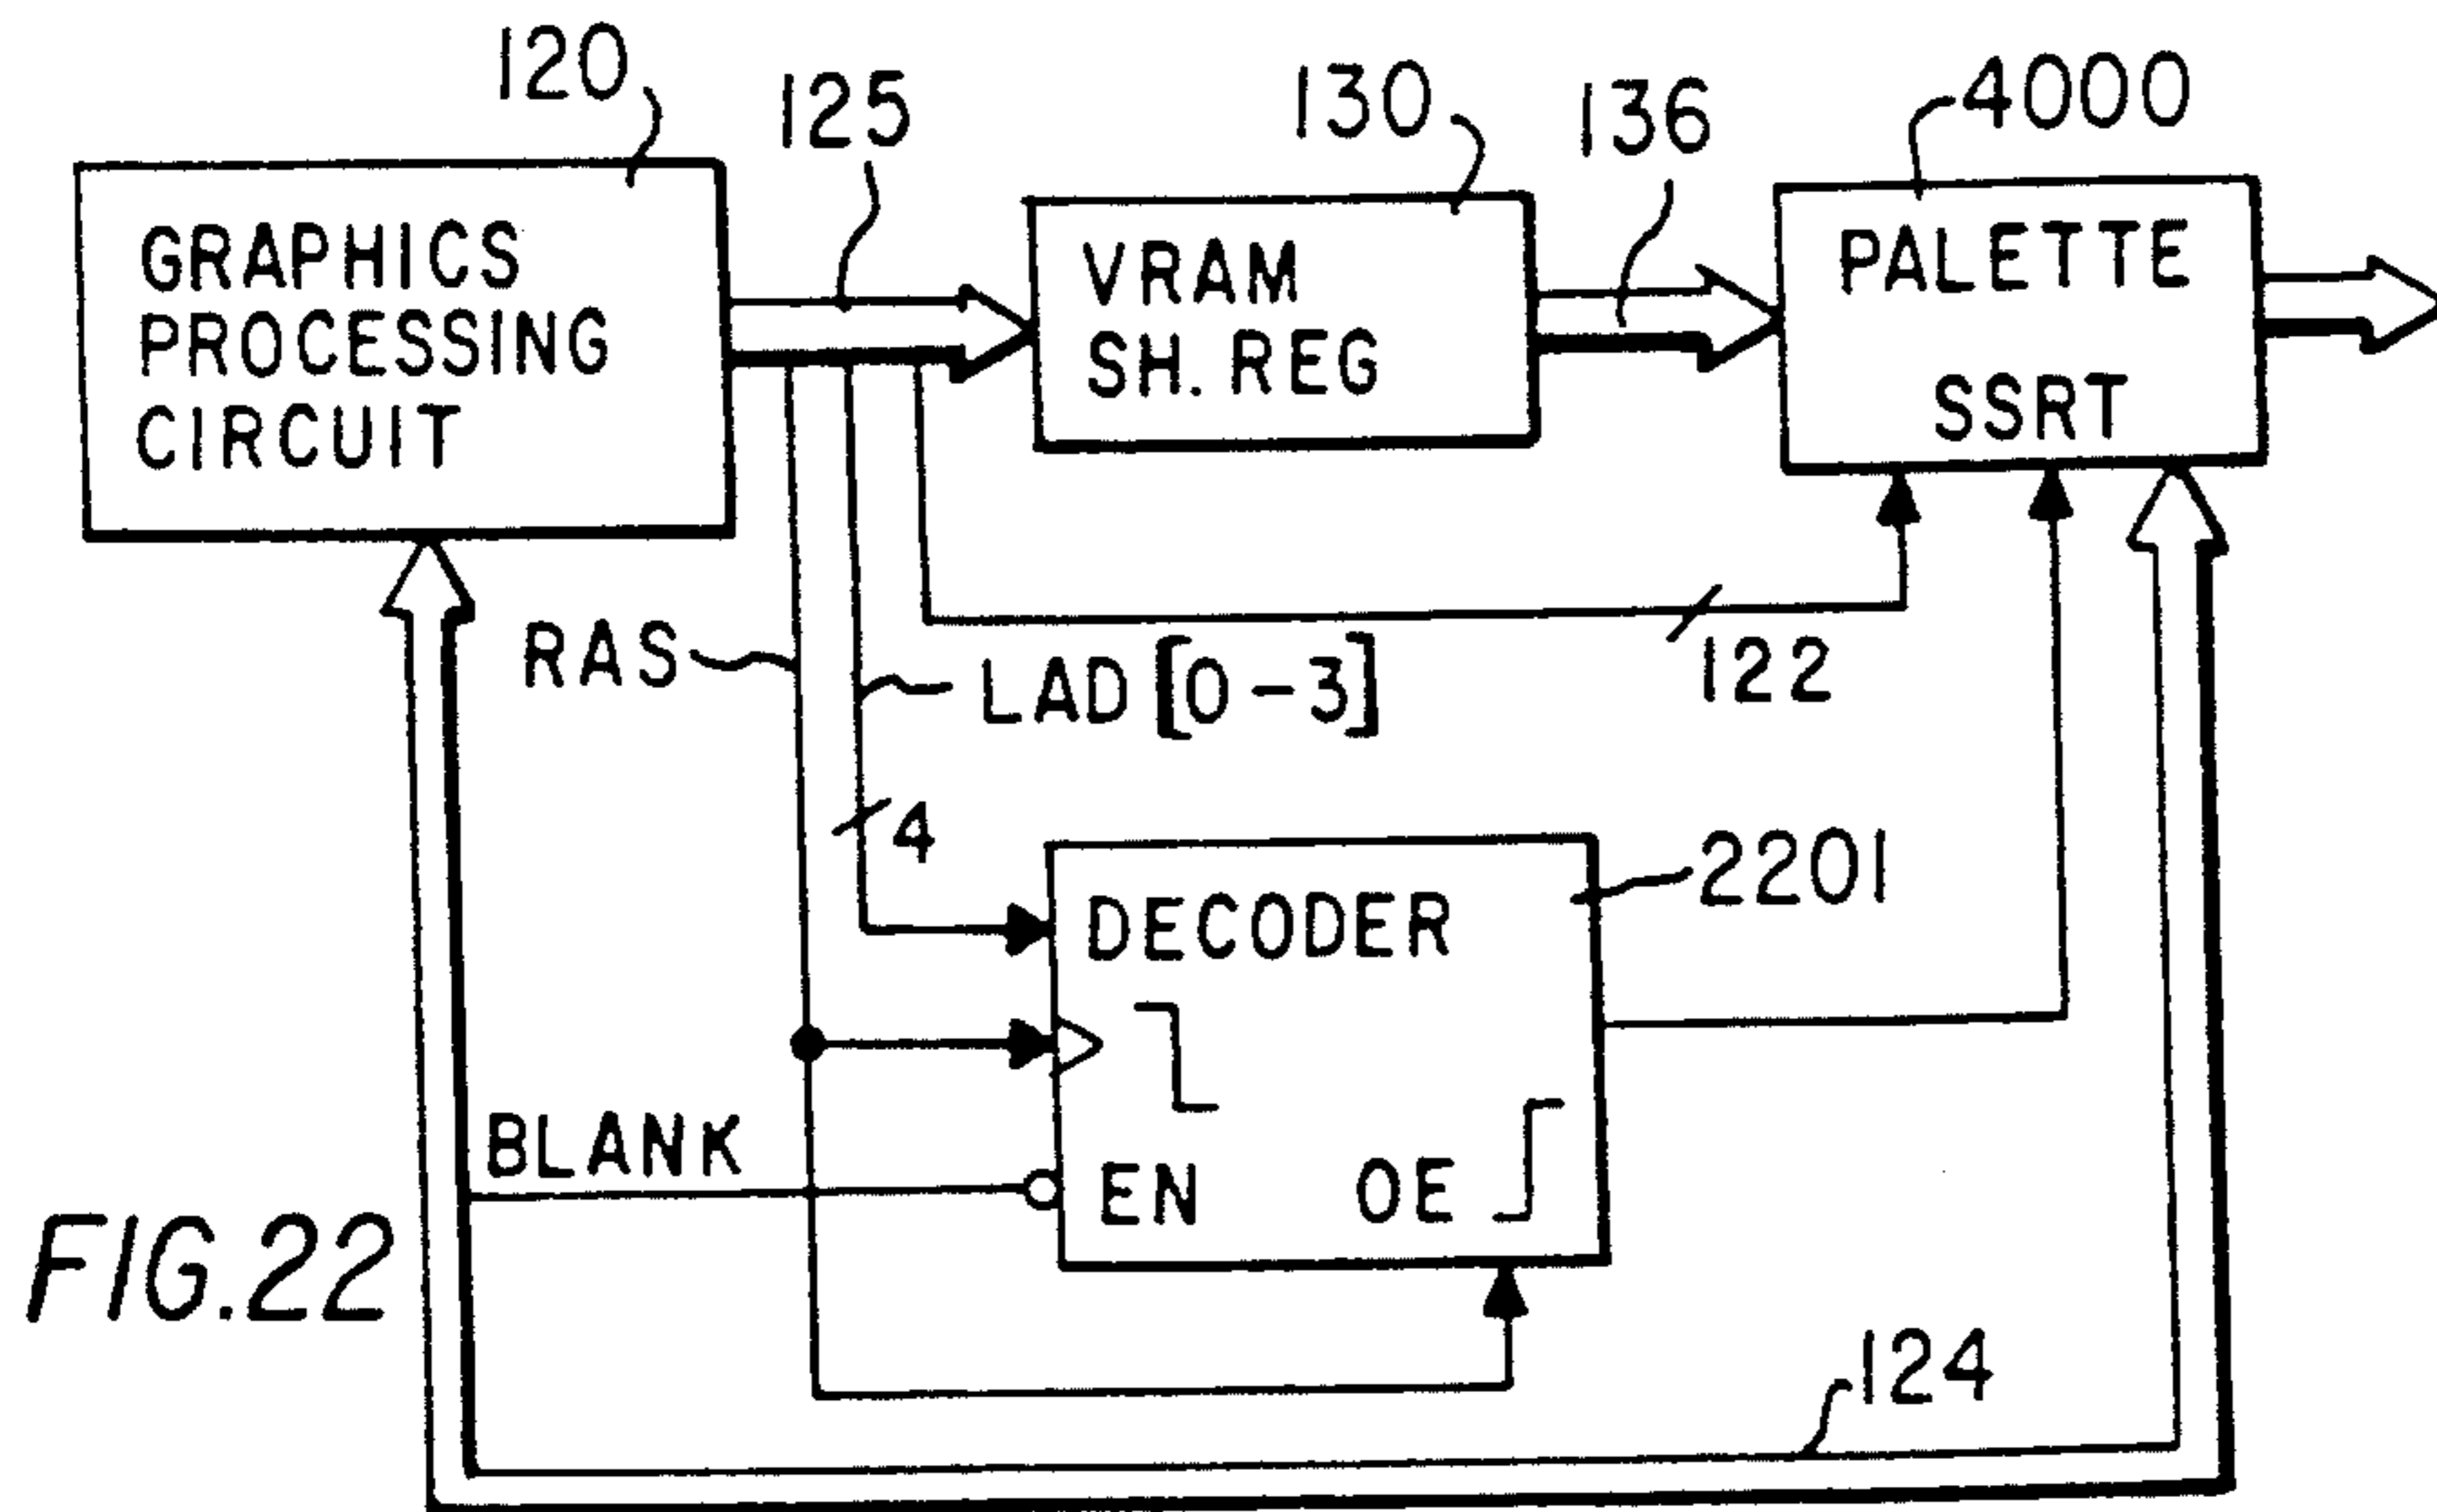 120
125
130
136
4000
GRAPHICS
PROCESSING
CIRCUIT
VRAM
SH. REG
PALETTE
SSRT
RAS
LAD [0-3]
122
4
2201
DECODER
BLANK
EN
OE
FIG.22
124